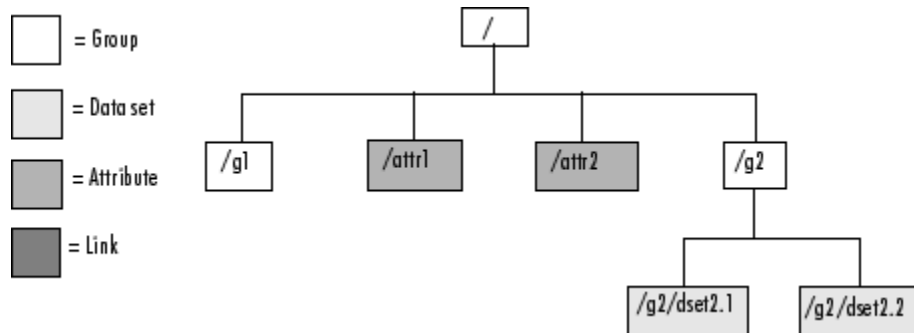 /
= Group
= Data set
/g1
/attr1
/attr2
/g2
= Attribute
= Link
/g2/dset2.1
/g2/dset2.2